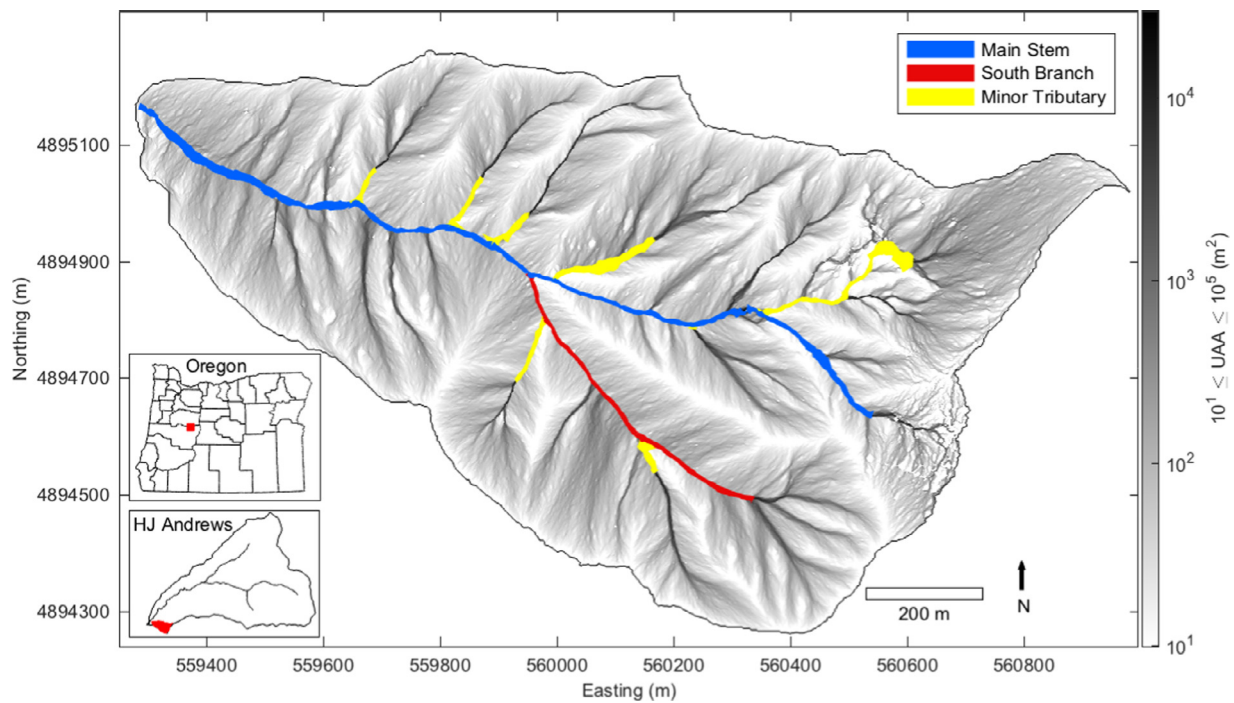 Main Stem
South Branch
Minor Tributary
4895100
4894900
4894700
4894500
4894300
Northing (m)
Oregon
HJ Andrews
200 m
N
559400 559600 559800 560000 560200 560400 560600 560800
Easting (m)
10⁴
10³
10²
10¹
10¹ ≤ UAA ≤ 10⁵ (m²)